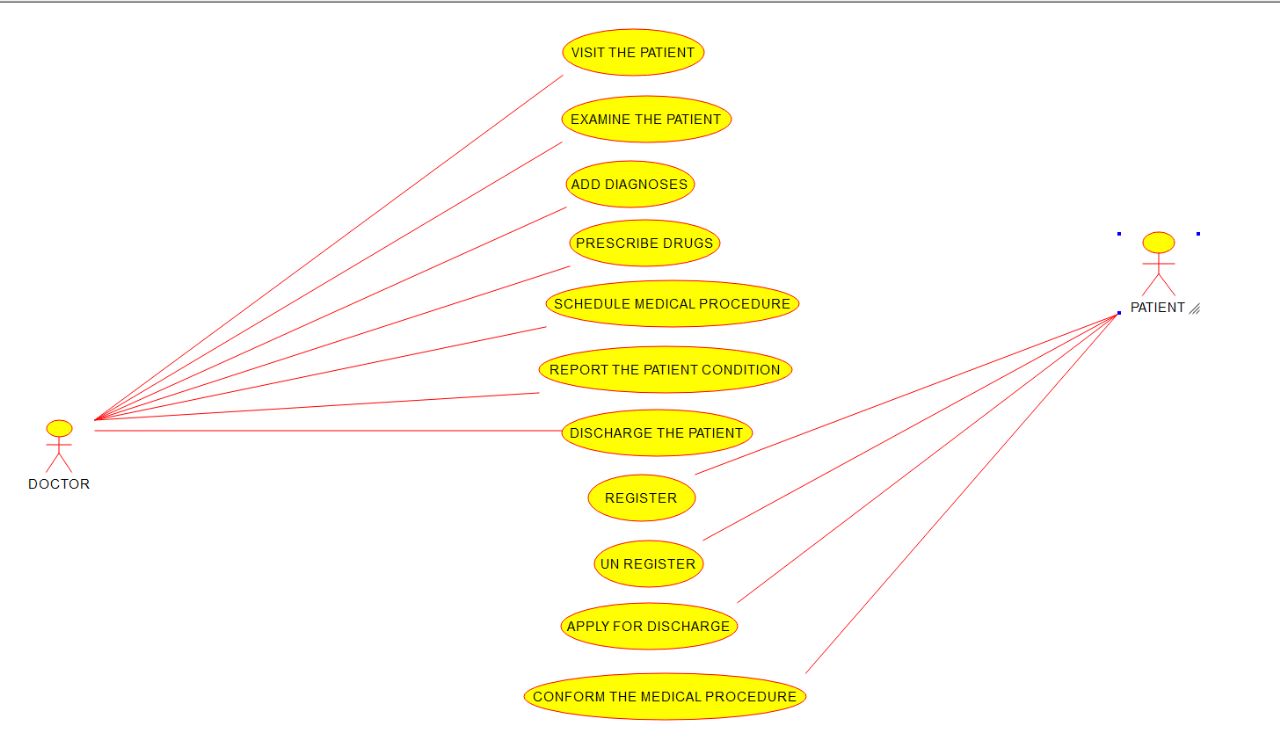 VISIT THE PATIENT
EXAMINE THE PATIENT
ADD DIAGNOSES
PRESCRIBE DRUGS
SCHEDULE MEDICAL PROCEDURE
PATIENT
REPORT THE PATIENT CONDITION
DISCHARGE THE PATIENT
DOCTOR
REGISTER
UN REGISTER
APPLY FOR DISCHARGE
CONFORM THE MEDICAL PROCEDURE